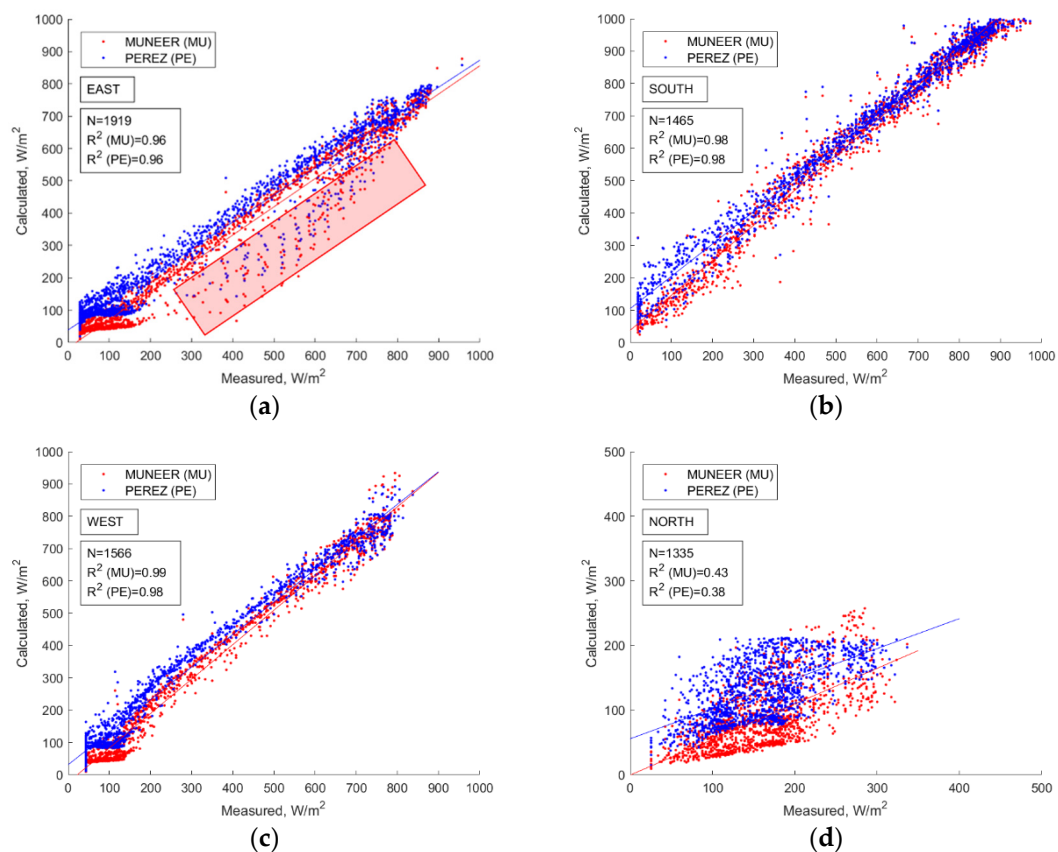 1000
900
800
700
600
500
400
300
200
100
0
Calculated, W/m²
MUNEER (MU)
PEREZ (PE)
EAST
N=1919
R² (MU)=0.96
R² (PE)=0.96
0 100 200 300 400 500 600 700 800 900 1000
Measured, W/m²
(a)
1000
900
800
700
600
500
400
300
200
100
0
Calculated, W/m²
MUNEER (MU)
PEREZ (PE)
SOUTH
N=1465
R² (MU)=0.98
R² (PE)=0.98
0 100 200 300 400 500 600 700 800 900 1000
Measured, W/m²
(b)
1000
900
800
700
600
500
400
300
200
100
0
Calculated, W/m²
MUNEER (MU)
PEREZ (PE)
WEST
N=1566
R² (MU)=0.99
R² (PE)=0.98
0 100 200 300 400 500 600 700 800 900 1000
Measured, W/m²
(c)
500
400
300
200
100
0
Calculated, W/m²
MUNEER (MU)
PEREZ (PE)
NORTH
N=1335
R² (MU)=0.43
R² (PE)=0.38
0 100 200 300 400 500
Measured, W/m²
(d)